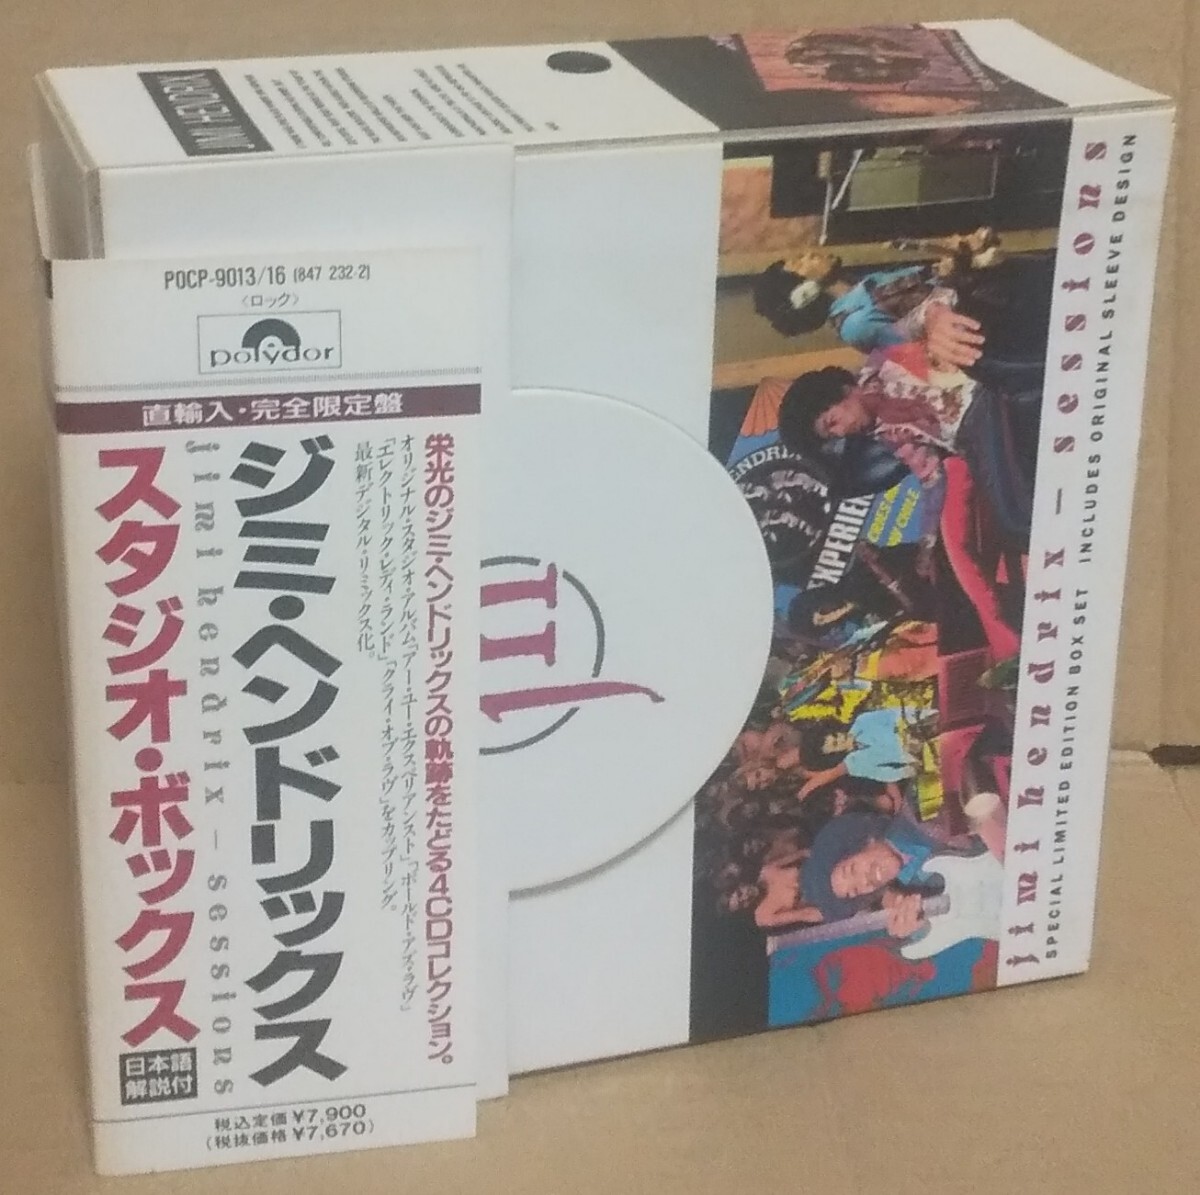 JIMI HENDRIX
POCP-9013/16 (847 232-2)
〈ロック〉
polydor
直輸入・完全限定盤
栄光のジミ・ヘンドリックスの軌跡をたどる4CDコレクション。
オリジナル・スタジオ・アルバム「アー・ユー・エクスペリアンスト」「ボールド・アズ・ラヴ」
「エレクトリック・レディ・ランド」「クライ・オブ・ラヴ」をカップリング。
最新デジタル・リミックス化。
ジミ・ヘンドリックス
jimi hendrix – sessions
スタジオ・ボックス
日本語
解説付
税込定価¥7,900
(税抜価格¥7,670)
EXPERIEN
jimi hendrix – sessions
SPECIAL LIMITED EDITION BOX SET INCLUDES ORIGINAL SLEEVE DESIGN